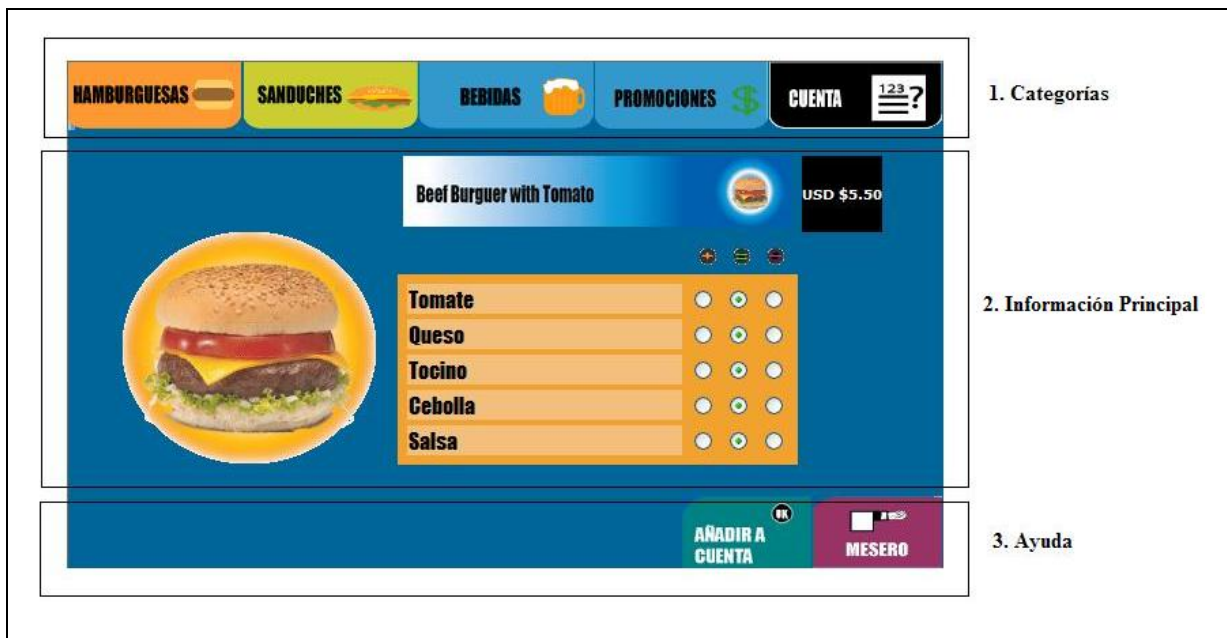 HAMBURGUESAS
SANDUCHES
BEBIDAS
PROMOCIONES
CUENTA
123
?
1. Categorías
Beef Burguer with Tomato
USD $5.50
Tomate
Queso
Tocino
Cebolla
Salsa
2. Información Principal
OK
AÑADIR A
CUENTA
MESERO
3. Ayuda